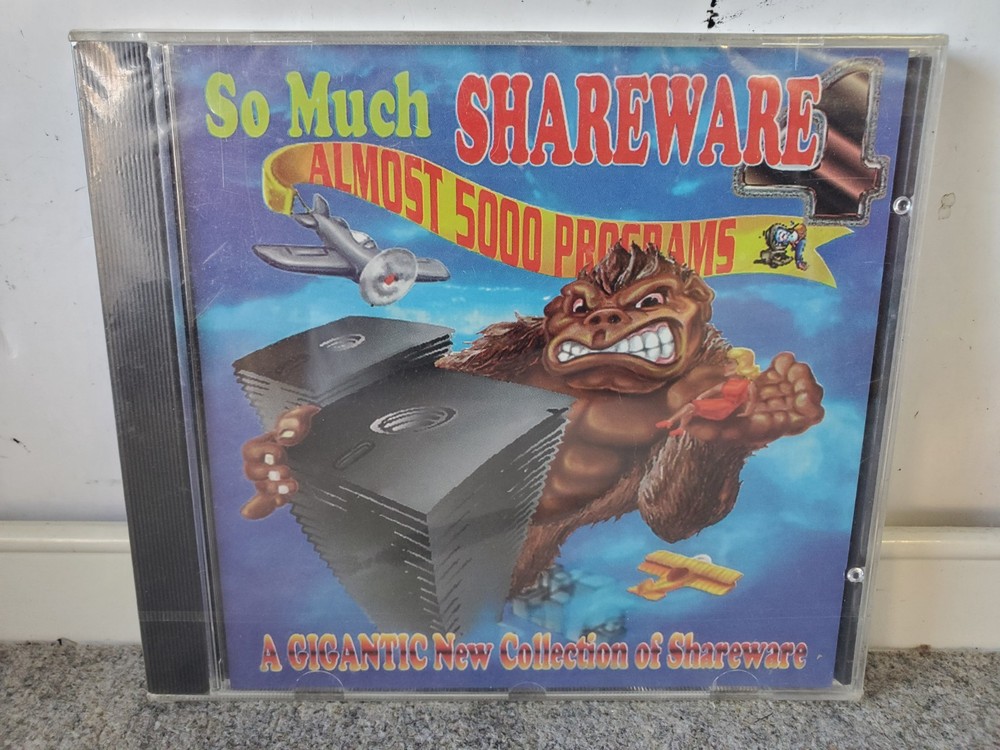 So Much SHAREWARE 4
ALMOST 5000 PROGRAMS
A GIGANTIC New Collection of Shareware